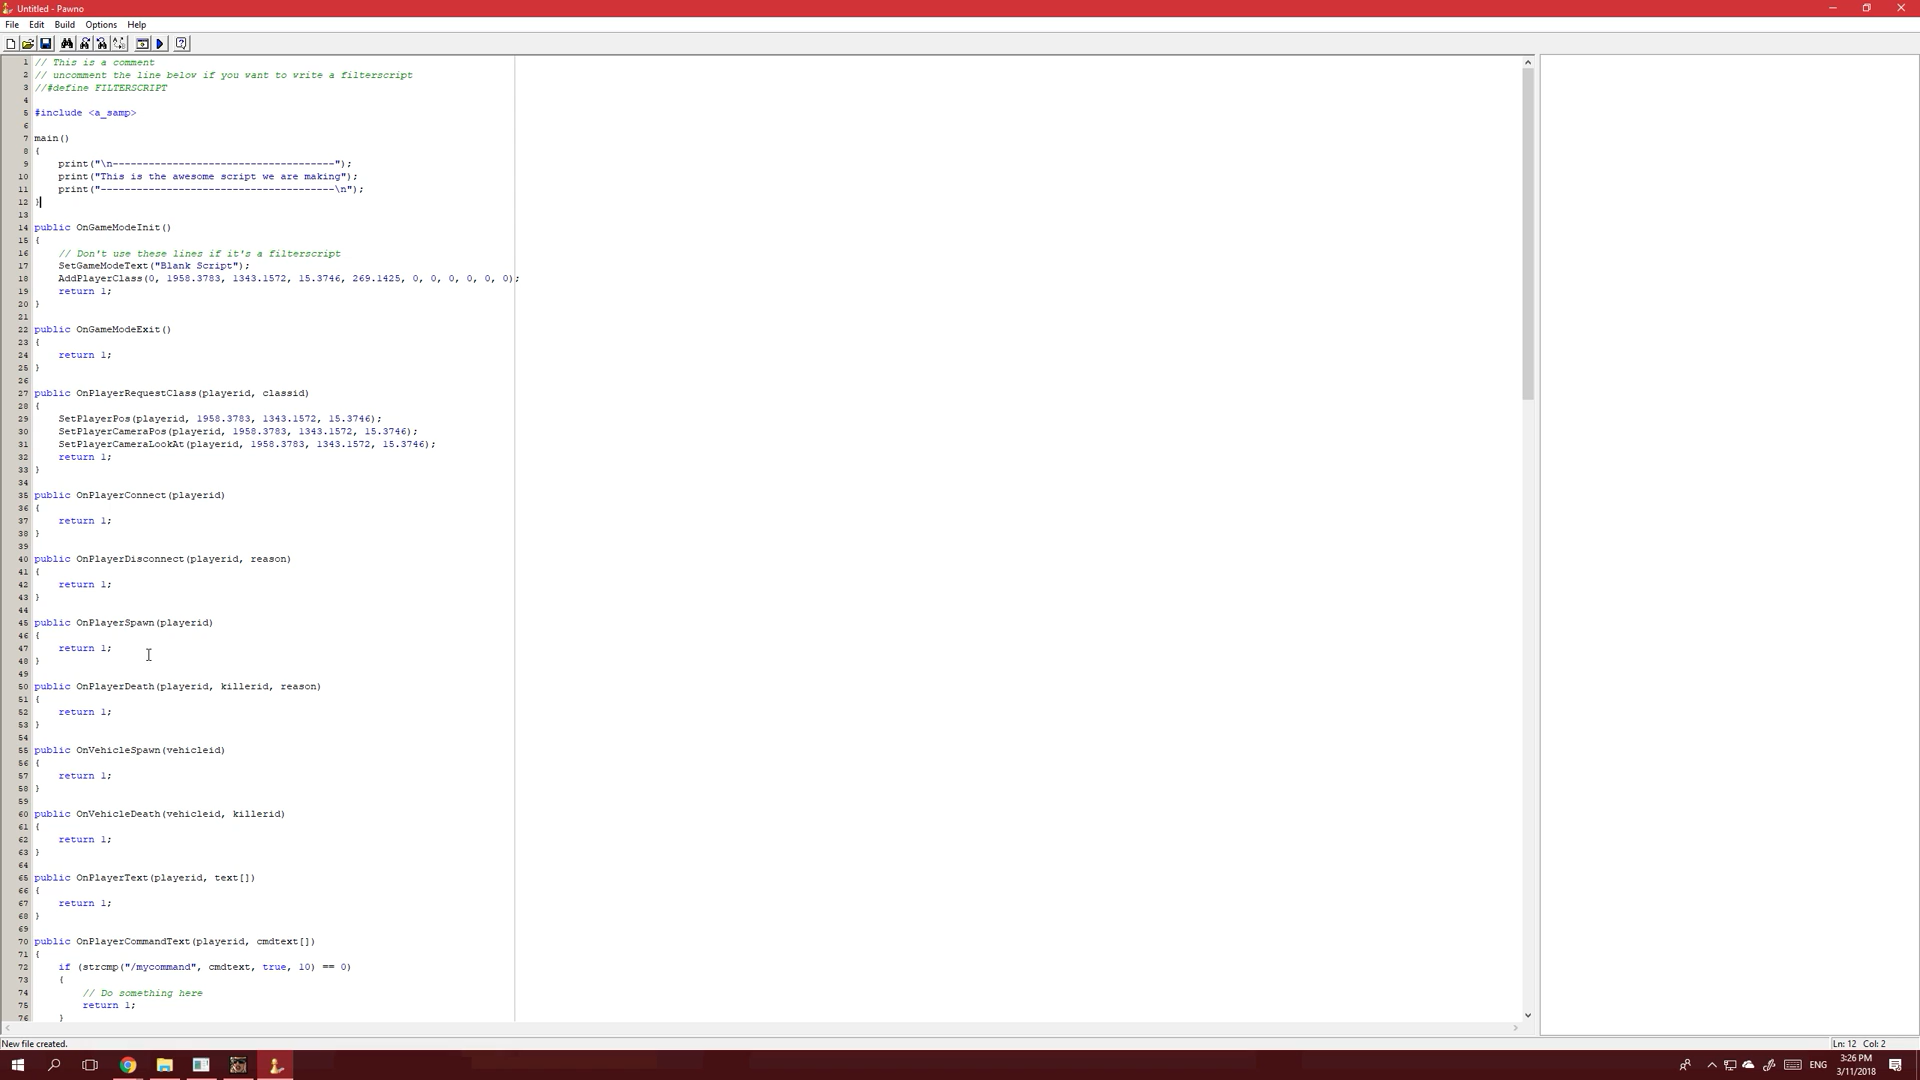 Untitled - Pawno
File Edit Build Options Help
1 // This is a comment
2 // uncomment the line below if you want to write a filterscript
3 //#define FILTERSCRIPT
4
5 #include <a_samp>
6
7 main()
8 {
9 print("\n-------------------------------------");
10 print("This is the awesome script we are making");
11 print("---------------------------------------\n");
12 }
13
14 public OnGameModeInit()
15 {
16 // Don't use these lines if it's a filterscript
17 SetGameModeText("Blank Script");
18 AddPlayerClass(0, 1958.3783, 1343.1572, 15.3746, 269.1425, 0, 0, 0, 0, 0, 0);
19 return 1;
20 }
21
22 public OnGameModeExit()
23 {
24 return 1;
25 }
26
27 public OnPlayerRequestClass(playerid, classid)
28 {
29 SetPlayerPos(playerid, 1958.3783, 1343.1572, 15.3746);
30 SetPlayerCameraPos(playerid, 1958.3783, 1343.1572, 15.3746);
31 SetPlayerCameraLookAt(playerid, 1958.3783, 1343.1572, 15.3746);
32 return 1;
33 }
34
35 public OnPlayerConnect(playerid)
36 {
37 return 1;
38 }
39
40 public OnPlayerDisconnect(playerid, reason)
41 {
42 return 1;
43 }
44
45 public OnPlayerSpawn(playerid)
46 {
47 return 1;
48 }
49
50 public OnPlayerDeath(playerid, killerid, reason)
51 {
52 return 1;
53 }
54
55 public OnVehicleSpawn(vehicleid)
56 {
57 return 1;
58 }
59
60 public OnVehicleDeath(vehicleid, killerid)
61 {
62 return 1;
63 }
64
65 public OnPlayerText(playerid, text[])
66 {
67 return 1;
68 }
69
70 public OnPlayerCommandText(playerid, cmdtext[])
71 {
72 if (strcmp("/mycommand", cmdtext, true, 10) == 0)
73 {
74 // Do something here
75 return 1;
76 }
New file created.
Ln: 12 Col: 2
ENG
3:26 PM
3/11/2018